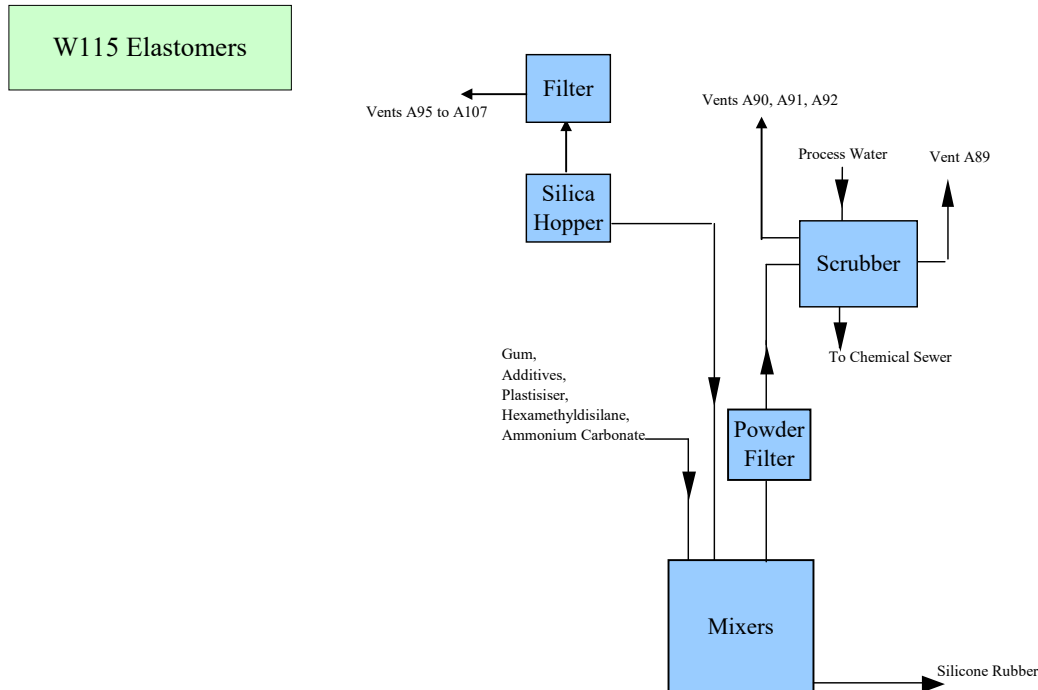 W115 Elastomers
Filter
Vents A95 to A107
Vents A90, A91, A92
Process Water
Vent A89
Silica
Hopper
Scrubber
To Chemical Sewer
Gum,
Additives,
Plastisiser,
Hexamethyldisilane,
Ammonium Carbonate
Powder
Filter
Mixers
Silicone Rubber